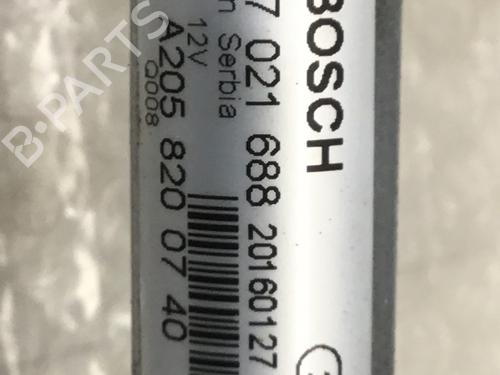 BOSCH
7 021 688 20160127
n Serbia
12V
A205 820 07 40
Q008
B-PARTS